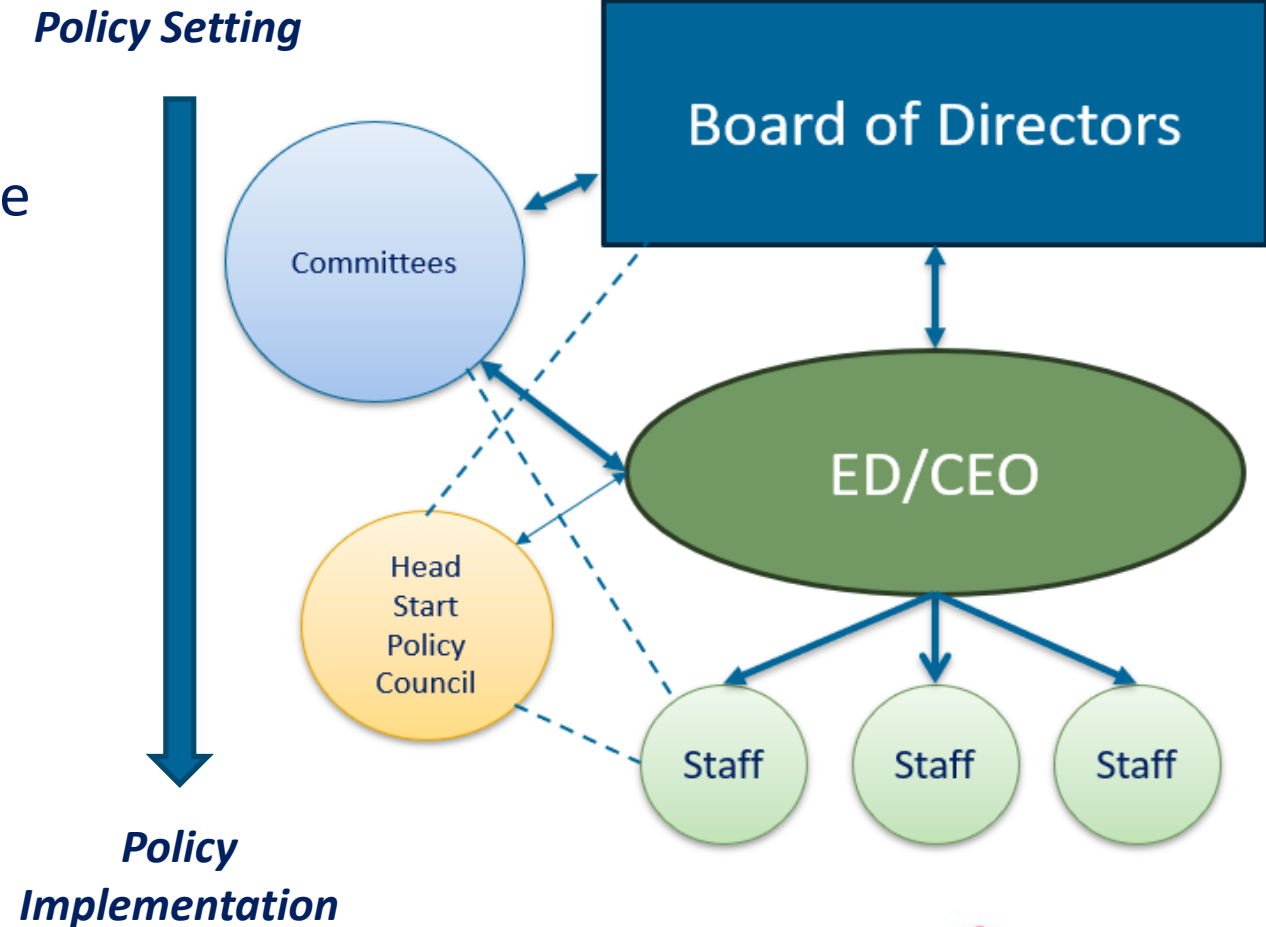 Policy Setting
Board of Directors
e
Committees
ED/CEO
Head
Start
Policy
Council
Staff
Staff
Staff
Policy
Implementation